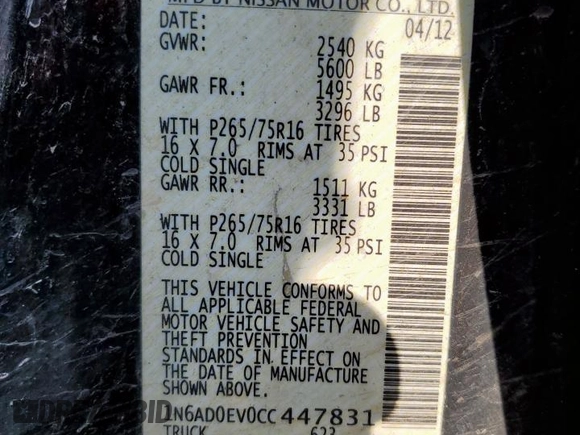 MFD BY NISSAN MOTOR CO., LTD.
DATE: 04/12
GVWR: 2540 KG
5600 LB
GAWR FR.: 1495 KG
3296 LB
WITH P265/75R16 TIRES
16 X 7.0 RIMS AT 35 PSI
COLD SINGLE
GAWR RR.: 1511 KG
3331 LB
WITH P265/75R16 TIRES
16 X 7.0 RIMS AT 35 PSI
COLD SINGLE
THIS VEHICLE CONFORMS TO
ALL APPLICABLE FEDERAL
MOTOR VEHICLE SAFETY AND
THEFT PREVENTION
STANDARDS IN EFFECT ON
THE DATE OF MANUFACTURE
SHOWN ABOVE.
1N6AD0EV0CC447831
TRUCK 623